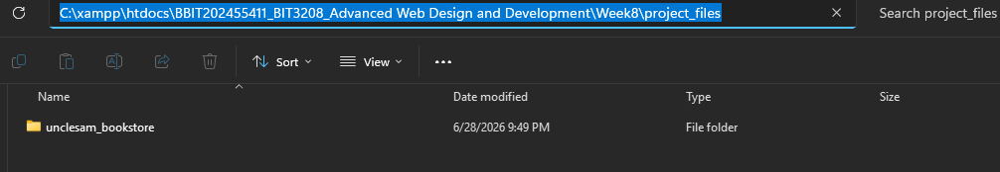 C:\xampp\htdocs\BBIT202455411_BIT3208_Advanced Web Design and Development\Week8\project_files
Search project_files
Sort
View
Name
Date modified
Type
Size
unclesam_bookstore
6/28/2026 9:49 PM
File folder